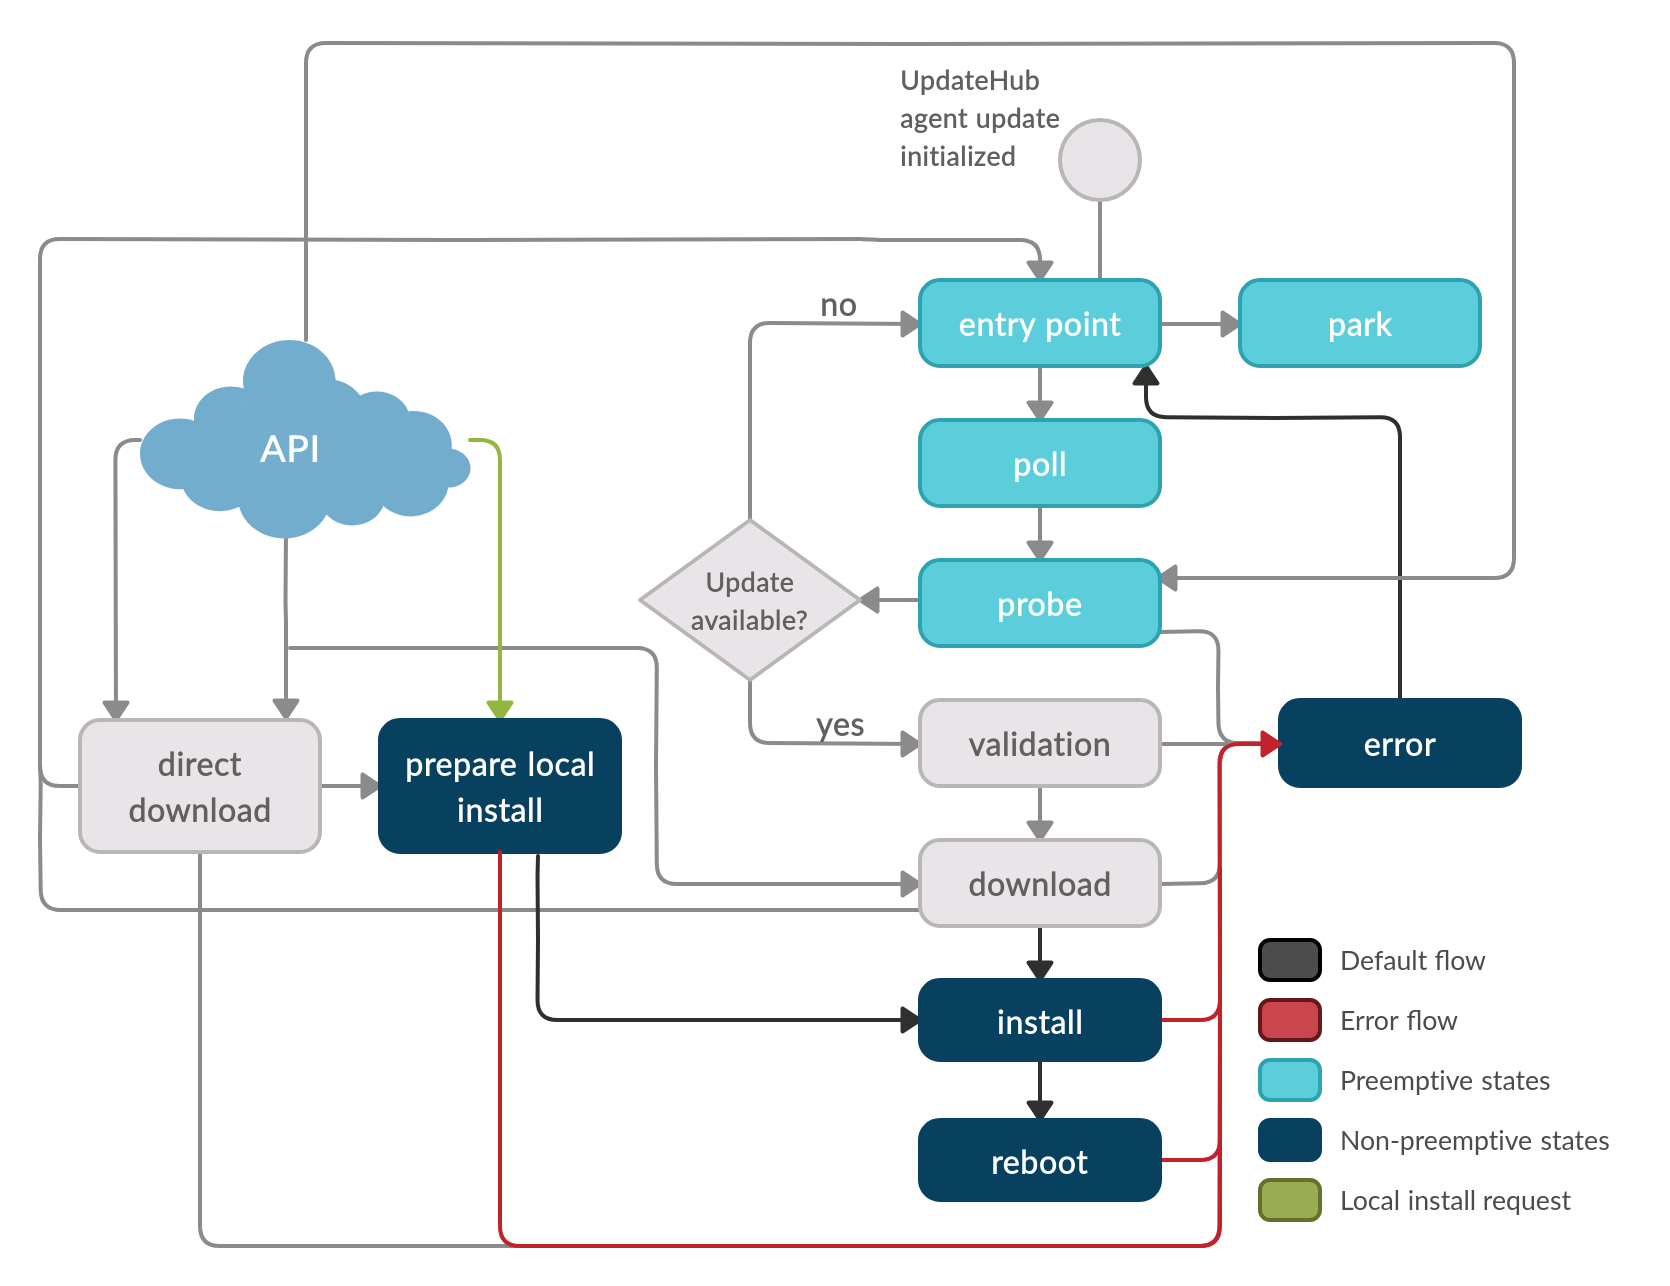 UpdateHub
agent update
initialized
no
entry point
park
API
poll
Update
available?
probe
yes
direct
download
prepare local
install
validation
error
download
install
reboot
Default flow
Error flow
Preemptive states
Non-preemptive states
Local install request